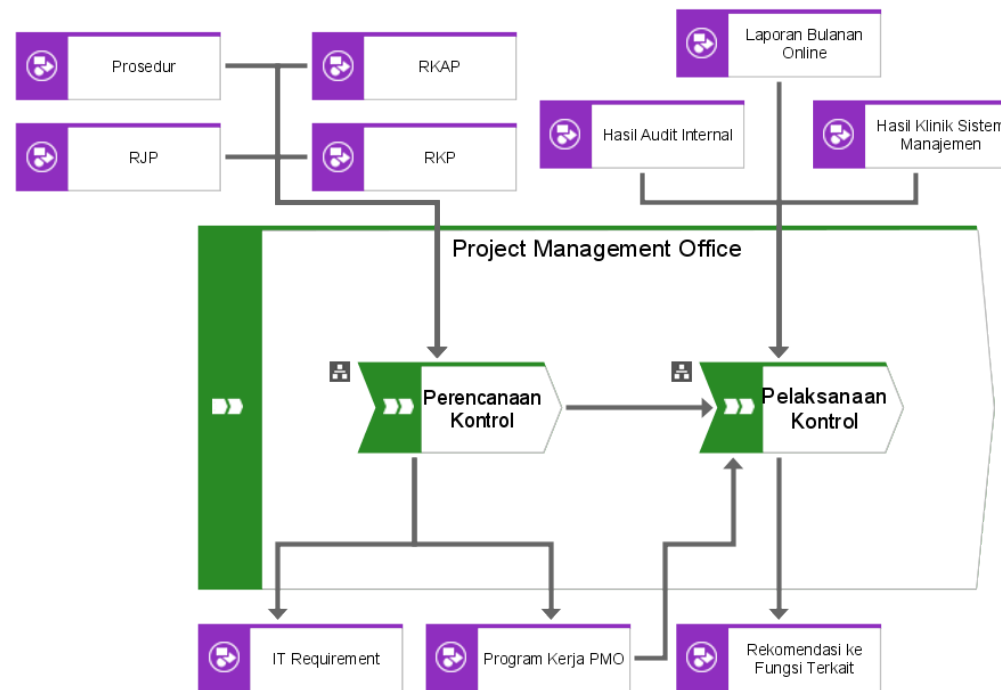 Prosedur
RKAP
Laporan Bulanan
Online
RJP
RKP
Hasil Audit Internal
Hasil Klinik Sistem
Manajemen
Project Management Office
Perencanaan
Kontrol
Pelaksanaan
Kontrol
IT Requirement
Program Kerja PMO
Rekomendasi ke
Fungsi Terkait